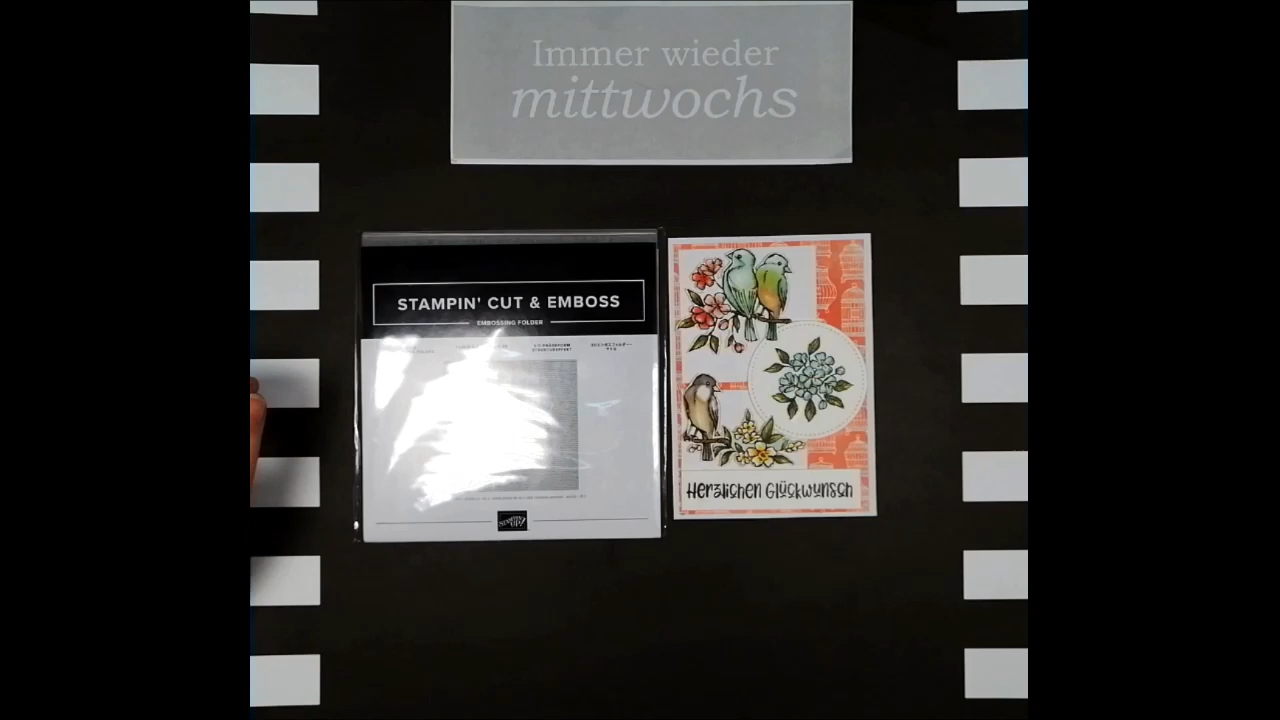 Immer wieder
mittwochs
STAMPIN' CUT & EMBOSS
EMBOSSING FOLDER
Herzlichen Glückwunsch